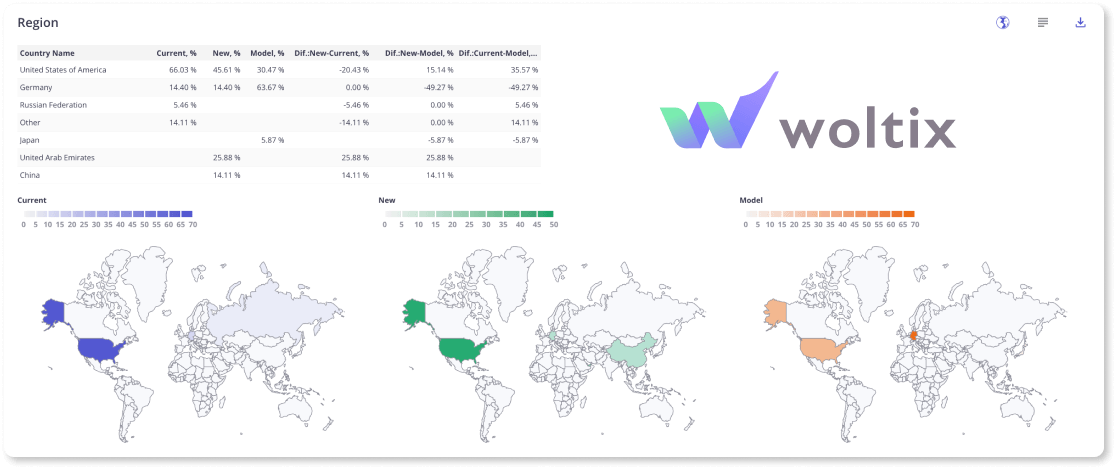 Region
Country Name Current, % New, % Model, % Dif.:New-Current, % Dif.:New-Model, % Dif.:Current-Model,...
United States of America 66.03 % 45.61 % 30.47 % -20.43 % 15.14 % 35.57 %
Germany 14.40 % 14.40 % 63.67 % 0.00 % -49.27 % -49.27 %
Russian Federation 5.46 % -5.46 % 0.00 % 5.46 %
Other 14.11 % -14.11 % 0.00 % 14.11 %
Japan 5.87 % -5.87 % -5.87 %
United Arab Emirates 25.88 % 25.88 % 25.88 %
China 14.11 % 14.11 % 14.11 %
woltix
Current New Model
0 5 10 15 20 25 30 35 40 45 50 55 60 65 70
0 5 10 15 20 25 30 35 40 45 50
0 5 10 15 20 25 30 35 40 45 50 55 60 65 70